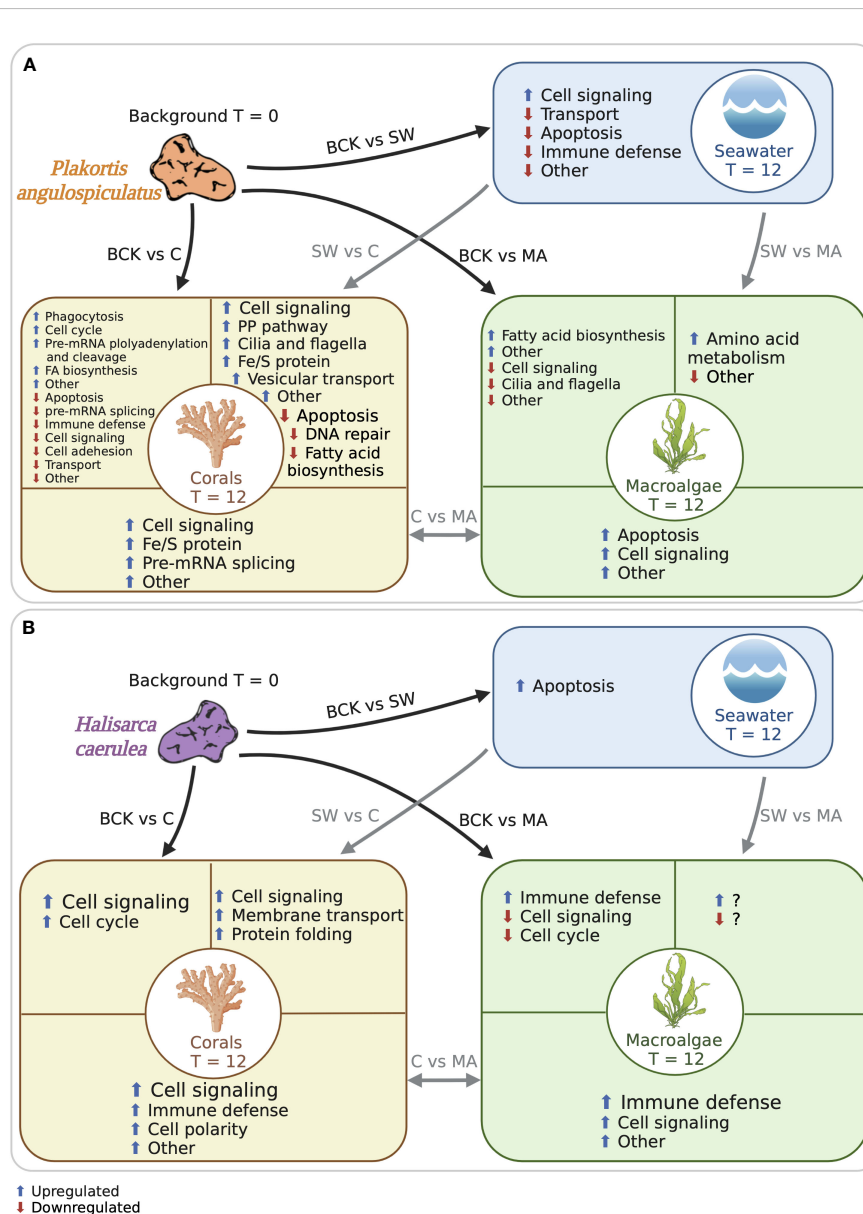 A
Background T = 0
Plakortis
angulospiculatus
BCK vs SW
Cell signaling
Transport
Apoptosis
Immune defense
Other
Seawater
T = 12
BCK vs C
SW vs C
BCK vs MA
SW vs MA
Phagocytosis
Cell cycle
Pre-mRNA plolyadenylation
and cleavage
FA biosynthesis
Other
Apoptosis
pre-mRNA splicing
Immune defense
Cell signaling
Cell adehesion
Transport
Other
Cell signaling
PP pathway
Cilia and flagella
Fe/S protein
Vesicular transport
Other
Apoptosis
DNA repair
Fatty acid
biosynthesis
Corals
T = 12
Cell signaling
Fe/S protein
Pre-mRNA splicing
Other
C vs MA
Fatty acid biosynthesis
Other
Cell signaling
Cilia and flagella
Other
Amino acid
metabolism
Other
Macroalgae
T = 12
Apoptosis
Cell signaling
Other
B
Background T = 0
Halisarca
caerulea
BCK vs SW
Apoptosis
Seawater
T = 12
BCK vs C
SW vs C
BCK vs MA
SW vs MA
Cell signaling
Cell cycle
Cell signaling
Membrane transport
Protein folding
Corals
T = 12
Cell signaling
Immune defense
Cell polarity
Other
C vs MA
Immune defense
Cell signaling
Cell cycle
?
?
Macroalgae
T = 12
Immune defense
Cell signaling
Other
Upregulated
Downregulated